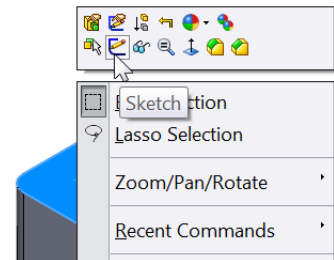 Sketch
Lasso Selection
Zoom/Pan/Rotate
Recent Commands